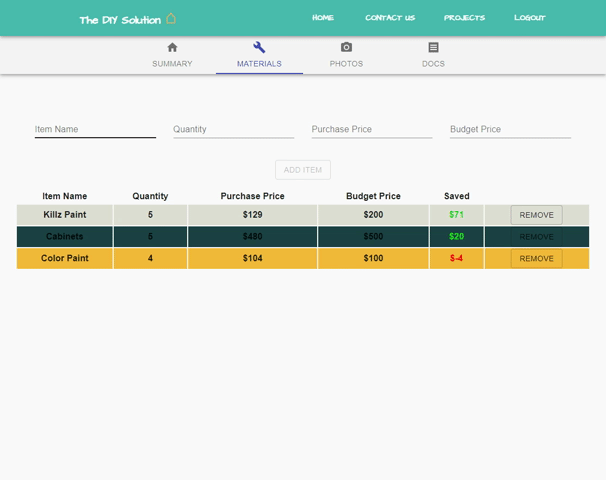 The DIY Solution HOME CONTACT US PROJECTS LOGOUT
SUMMARY MATERIALS PHOTOS DOCS
Item Name Quantity Purchase Price Budget Price
ADD ITEM
Item Name Quantity Purchase Price Budget Price Saved
Killz Paint 5 $129 $200 $71 REMOVE
Cabinets 5 $480 $500 $20 REMOVE
Color Paint 4 $104 $100 $-4 REMOVE